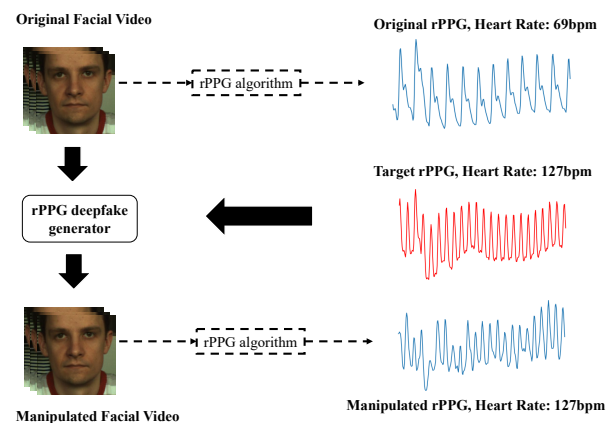 Original Facial Video
Original rPPG, Heart Rate: 69bpm
rPPG algorithm
Target rPPG, Heart Rate: 127bpm
rPPG deepfake
generator
rPPG algorithm
Manipulated Facial Video
Manipulated rPPG, Heart Rate: 127bpm